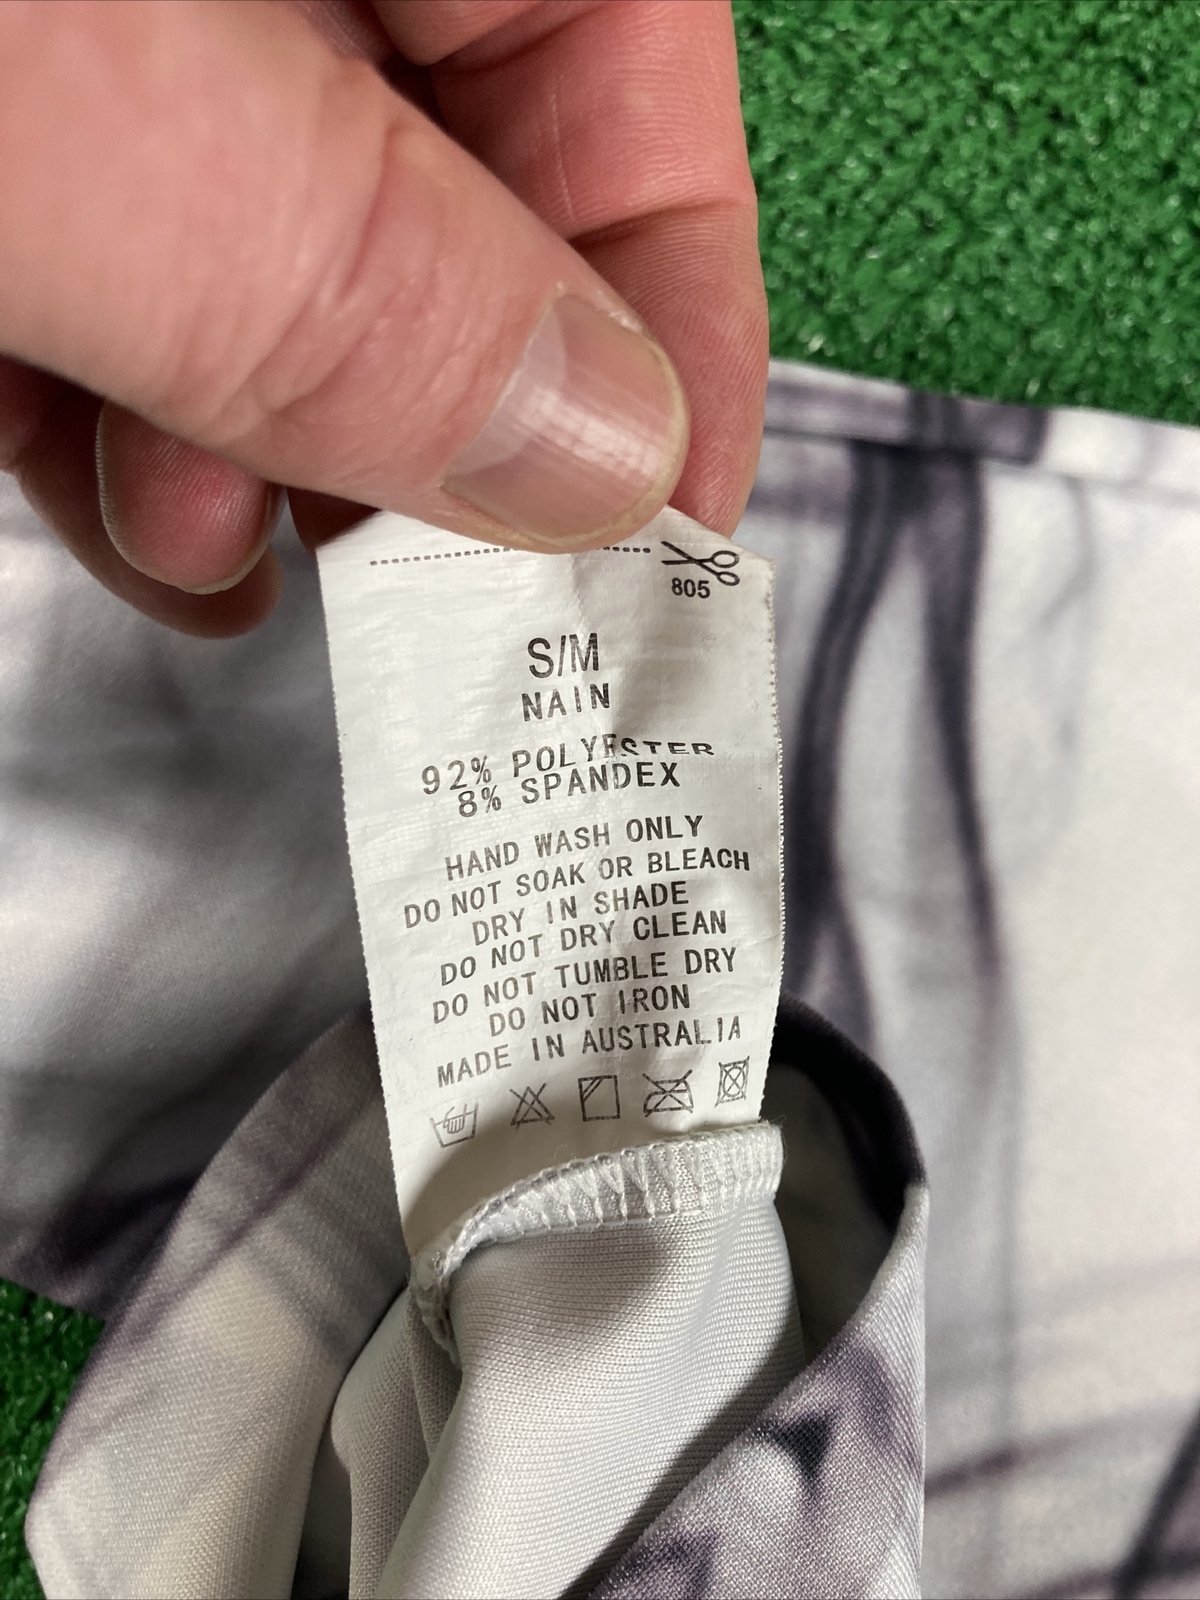 805
S/M
NAIN
92% POLYESTER
8% SPANDEX
HAND WASH ONLY
DO NOT SOAK OR BLEACH
DRY IN SHADE
DO NOT DRY CLEAN
DO NOT TUMBLE DRY
DO NOT IRON
MADE IN AUSTRALIA